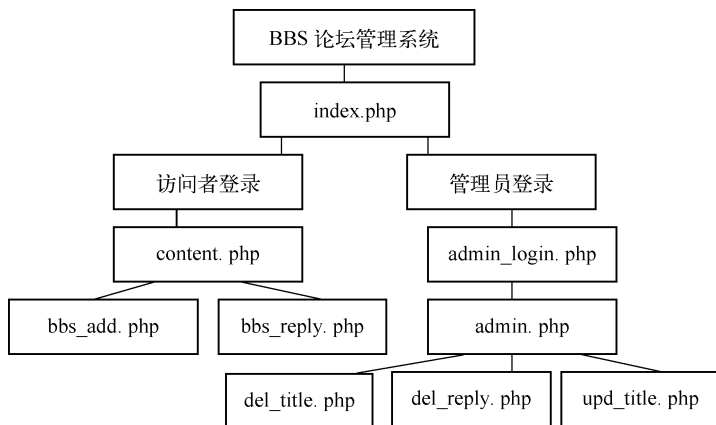 BBS 论坛管理系统
index.php
访问者登录
管理员登录
content. php
admin_login. php
bbs_add. php
bbs_reply. php
admin. php
del_title. php
del_reply. php
upd_title. php